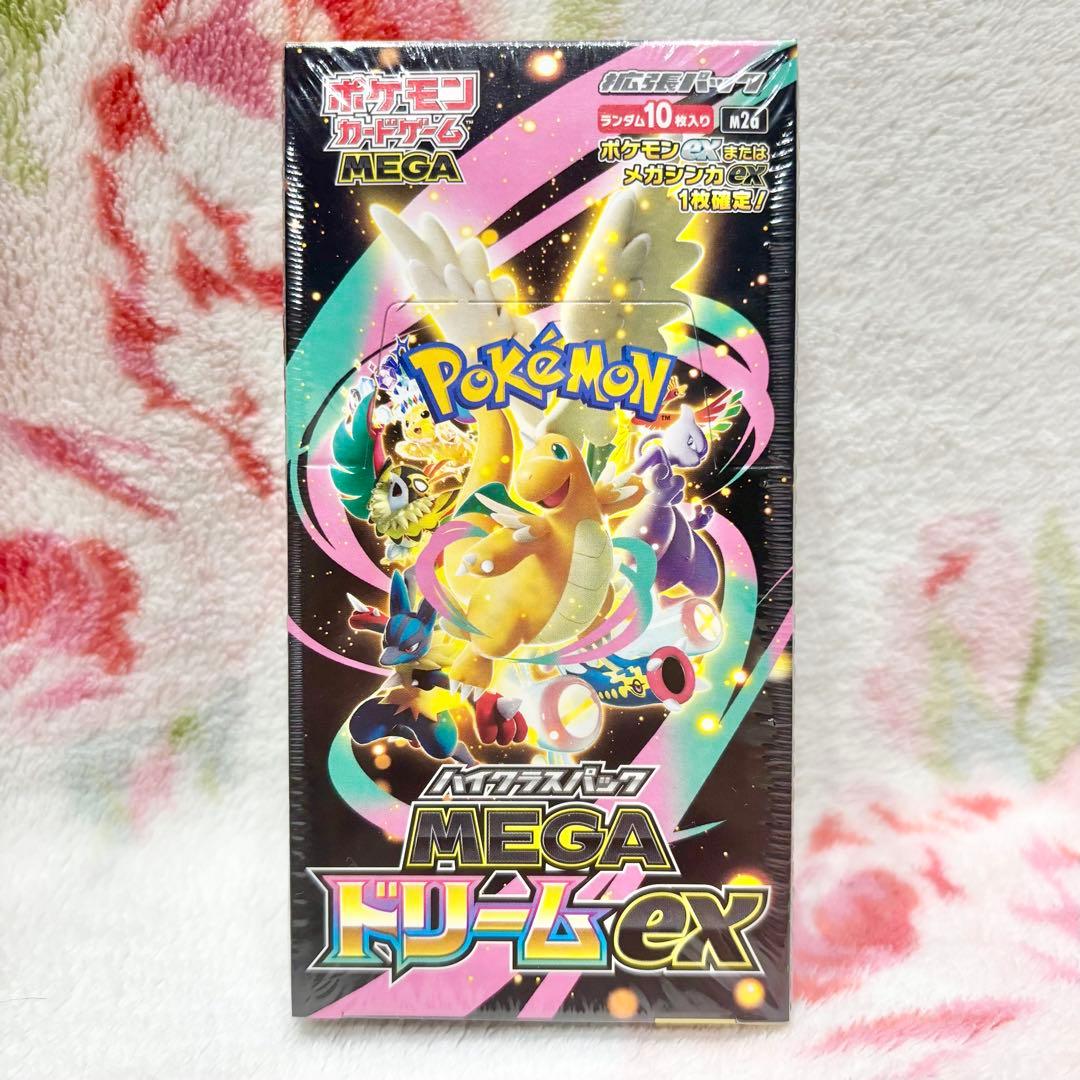 ポケモン
カードゲーム™
MEGA
拡張パック
ランダム10枚入り
M2a
ポケモンexまたは
メガシンカex
1枚確定!
POKéMON
TM
ハイクラスパック
MEGA
ドリームex